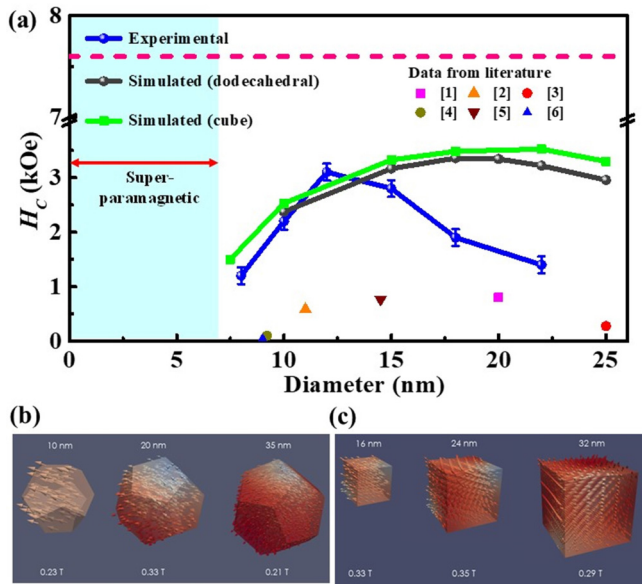 (a)
8
7
3
2
1
0
H_C (kOe)
Experimental
Simulated (dodecahedral)
Simulated (cube)
Data from literature
[1] [2] [3]
[4] [5] [6]
Super-
paramagnetic
0 5 10 15 20 25
Diameter (nm)
(b)
10 nm 20 nm 35 nm
0.23 T 0.33 T 0.21 T
(c)
16 nm 24 nm 32 nm
0.33 T 0.35 T 0.29 T